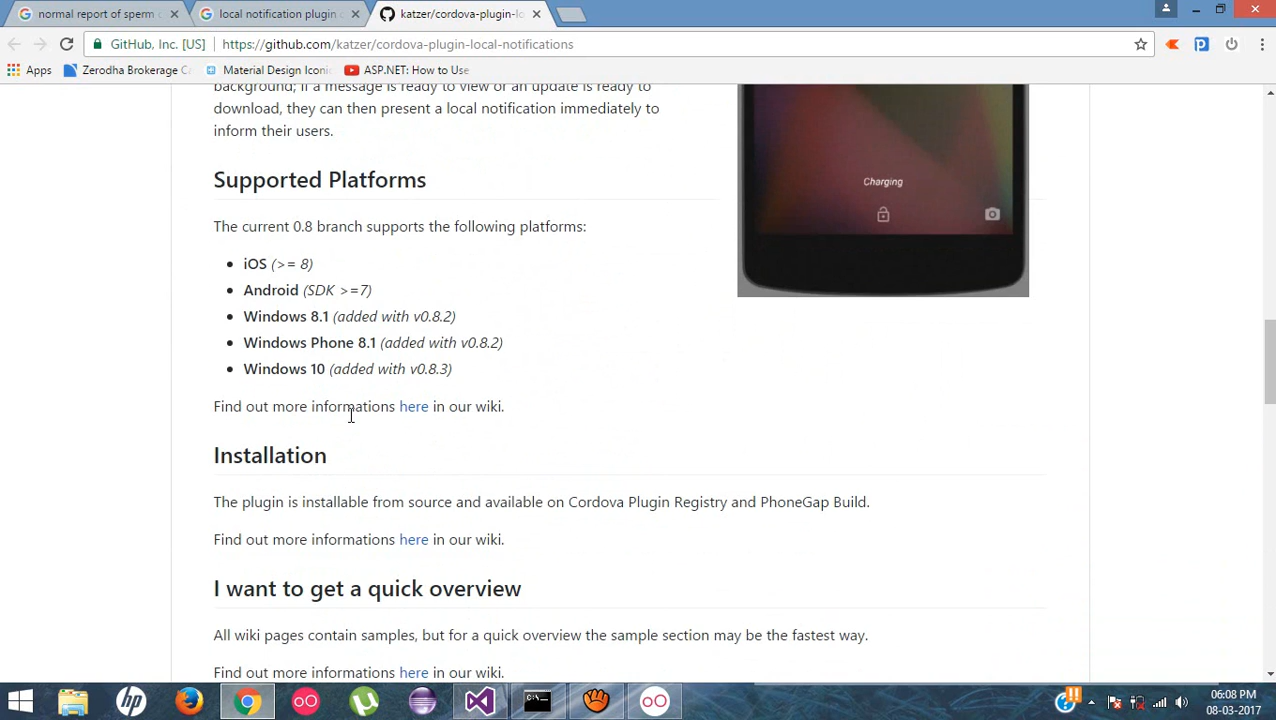 normal report of sperm c
local notification plugin c
katzer/cordova-plugin-lo
GitHub, Inc. [US]
https://github.com/katzer/cordova-plugin-local-notifications
Apps
Zerodha Brokerage Ca
Material Design Iconi
ASP.NET: How to Use
background; if a message is ready to view or an update is ready to
download, they can then present a local notification immediately to
inform their users.
Charging
Supported Platforms
The current 0.8 branch supports the following platforms:
iOS (>= 8)
Android (SDK >=7)
Windows 8.1 (added with v0.8.2)
Windows Phone 8.1 (added with v0.8.2)
Windows 10 (added with v0.8.3)
Find out more informations here in our wiki.
Installation
The plugin is installable from source and available on Cordova Plugin Registry and PhoneGap Build.
Find out more informations here in our wiki.
I want to get a quick overview
All wiki pages contain samples, but for a quick overview the sample section may be the fastest way.
Find out more informations here in our wiki.
06:08 PM
08-03-2017